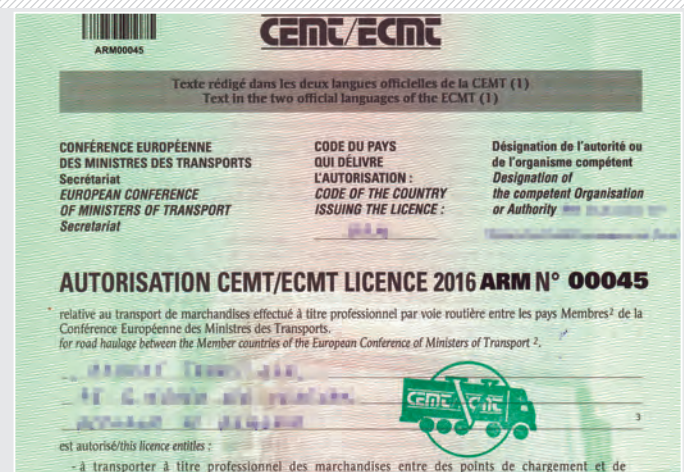 ARM00045
CEMT/ECMT
Texte rédigé dans les deux langues officielles de la CEMT (1)
Text in the two official languages of the ECMT (1)
CONFÉRENCE EUROPÉENNE
DES MINISTRES DES TRANSPORTS
Secrétariat
EUROPEAN CONFERENCE
OF MINISTERS OF TRANSPORT
Secretariat
CODE DU PAYS
QUI DÉLIVRE
L'AUTORISATION :
CODE OF THE COUNTRY
ISSUING THE LICENCE :
Désignation de l'autorité ou
de l'organisme compétent
Designation of
the competent Organisation
or Authority
AUTORISATION CEMT/ECMT LICENCE 2016 ARM N° 00045
relative au transport de marchandises effectué à titre professionnel par voie routière entre les pays Membres² de la
Conférence Européenne des Ministres des Transports.
for road haulage between the Member countries of the European Conference of Ministers of Transport ²,
CEMT/ECMT
3
est autorisé/this licence entitles :
- à transporter à titre professionnel des marchandises entre des points de chargement et de